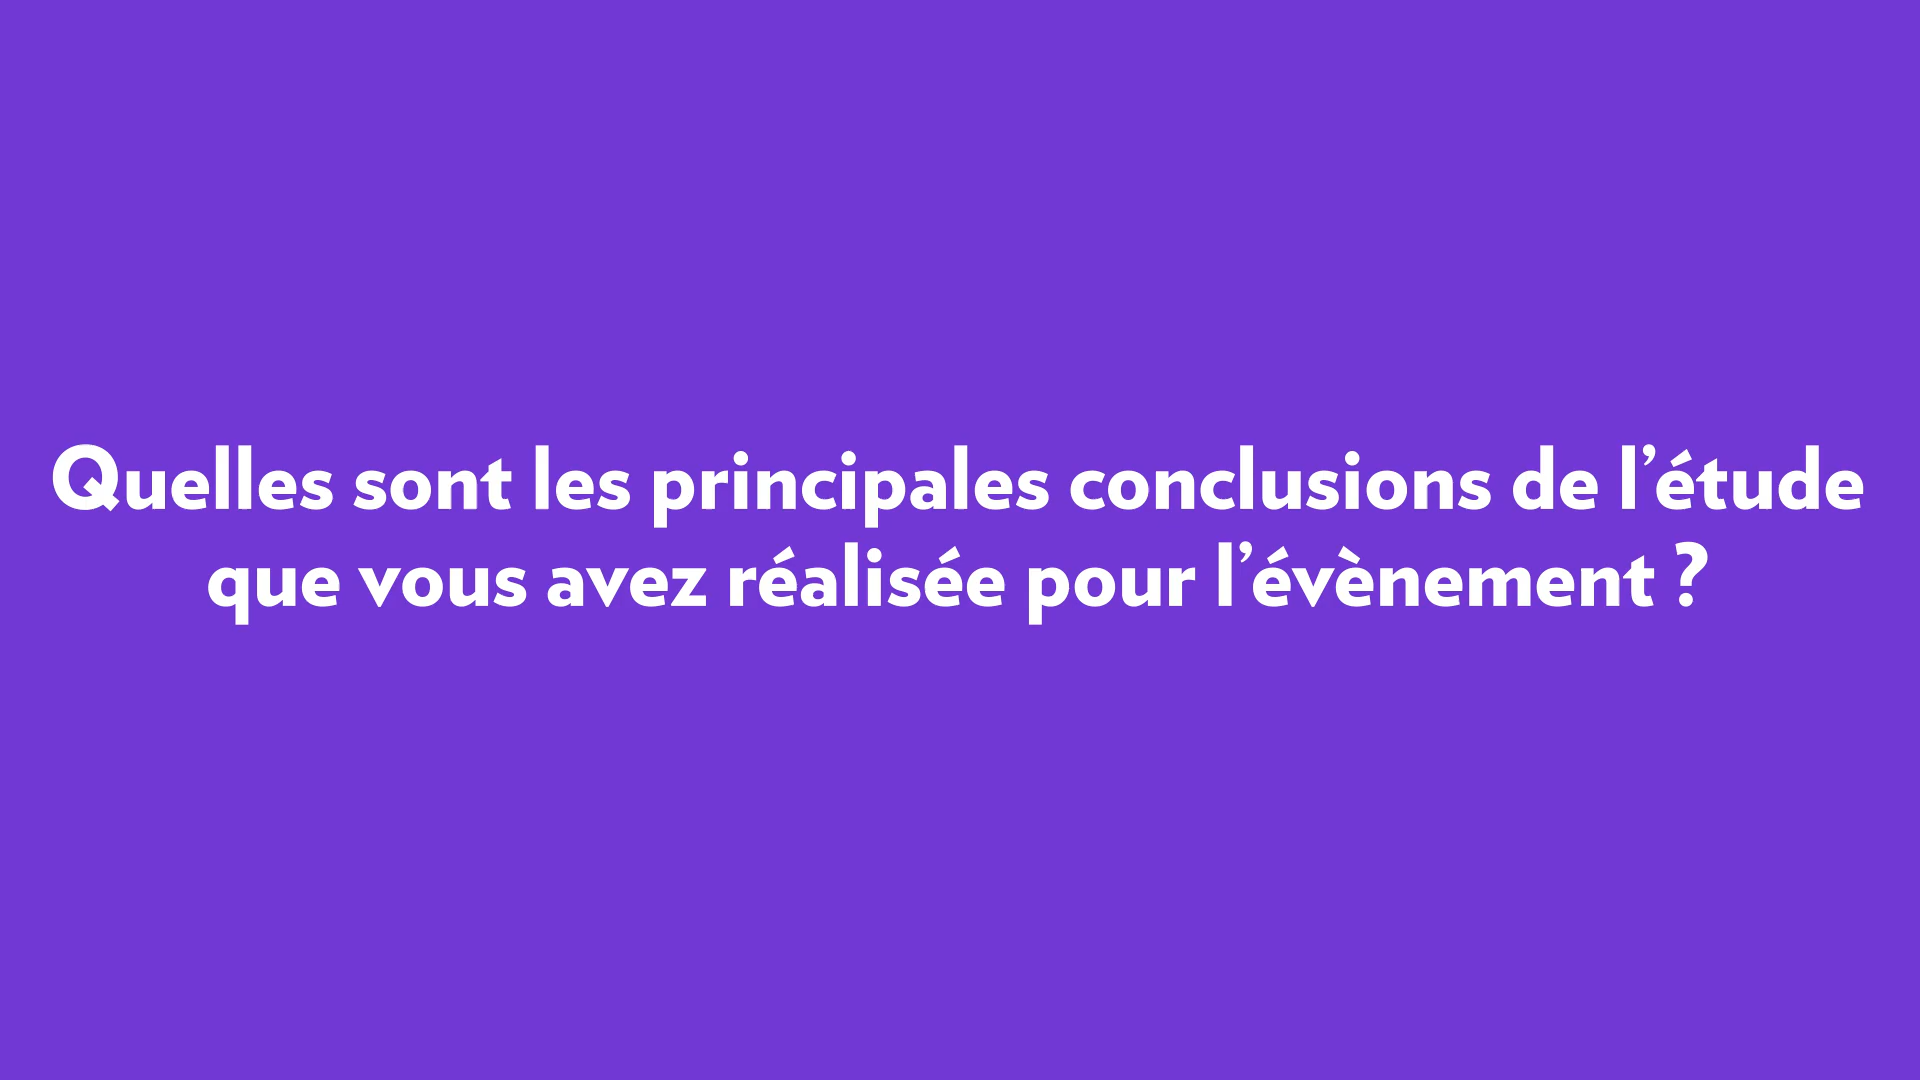 Quelles sont les principales conclusions de l’étude
que vous avez réalisée pour l’évènement ?